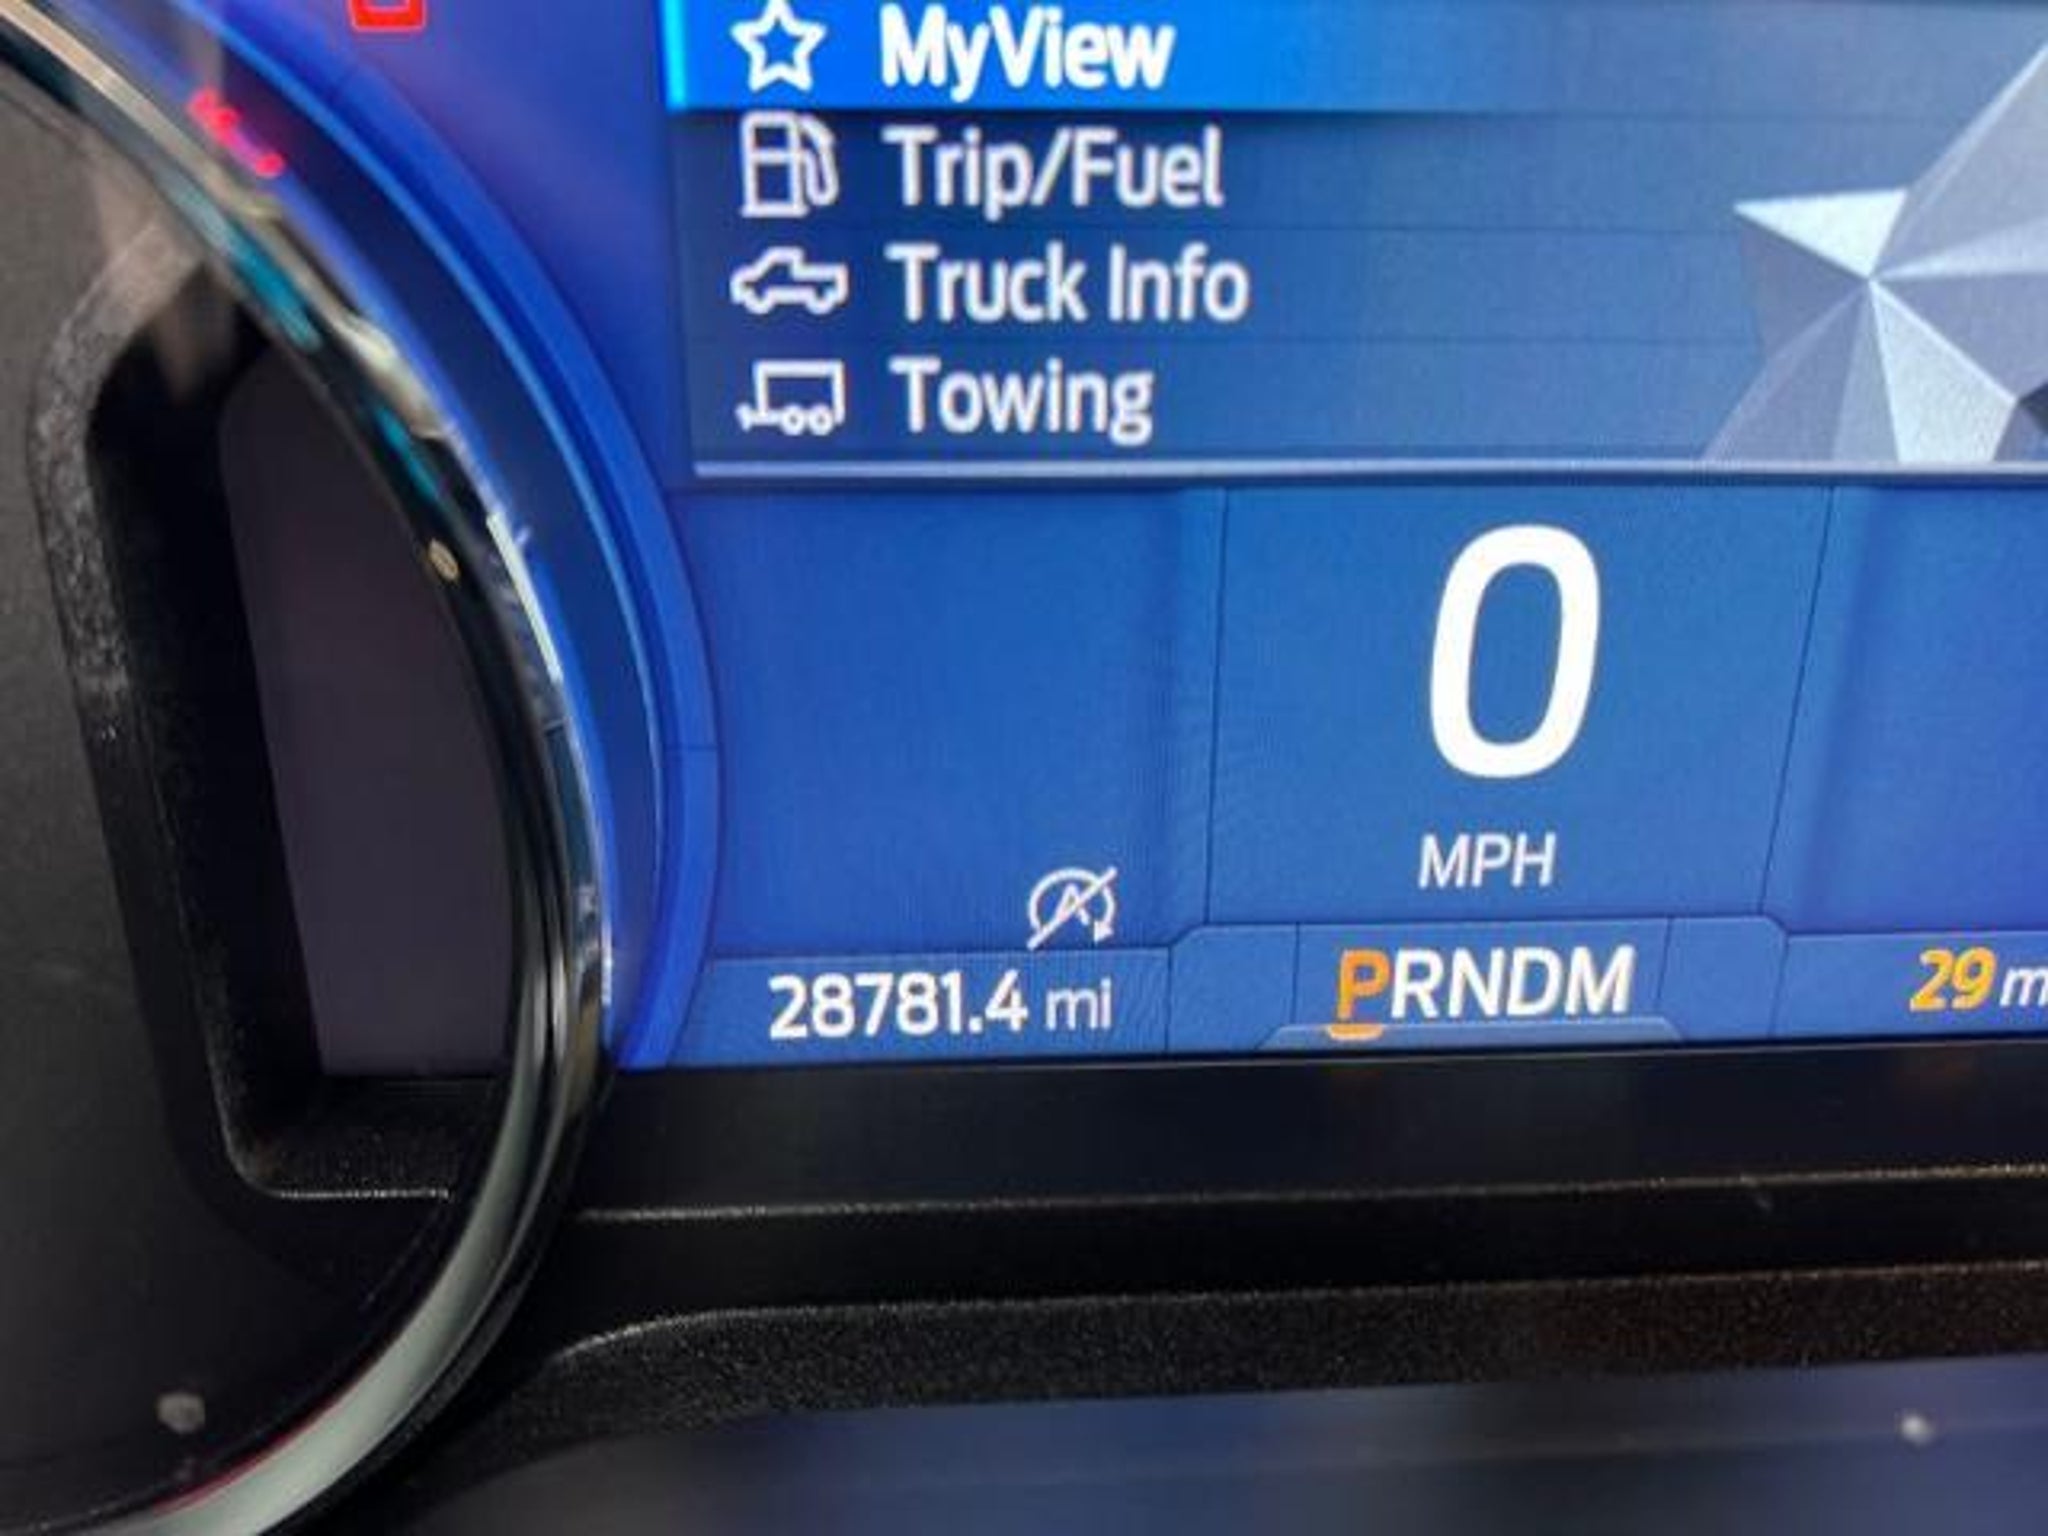 MyView
Trip/Fuel
Truck Info
Towing
0
MPH
28781.4 mi
PRNDM
29